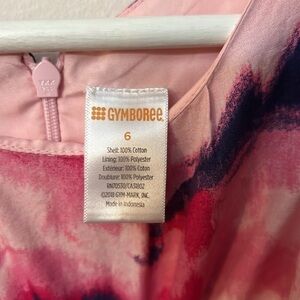 GYMBOREE
6
Shell: 100% Cotton
Lining: 100% Polyester
Extérieur: 100% Coton
Doublure: 100% Polyester
RN70530/CA31802
©2018 GYM-MARK, INC.
Made in Indonesia